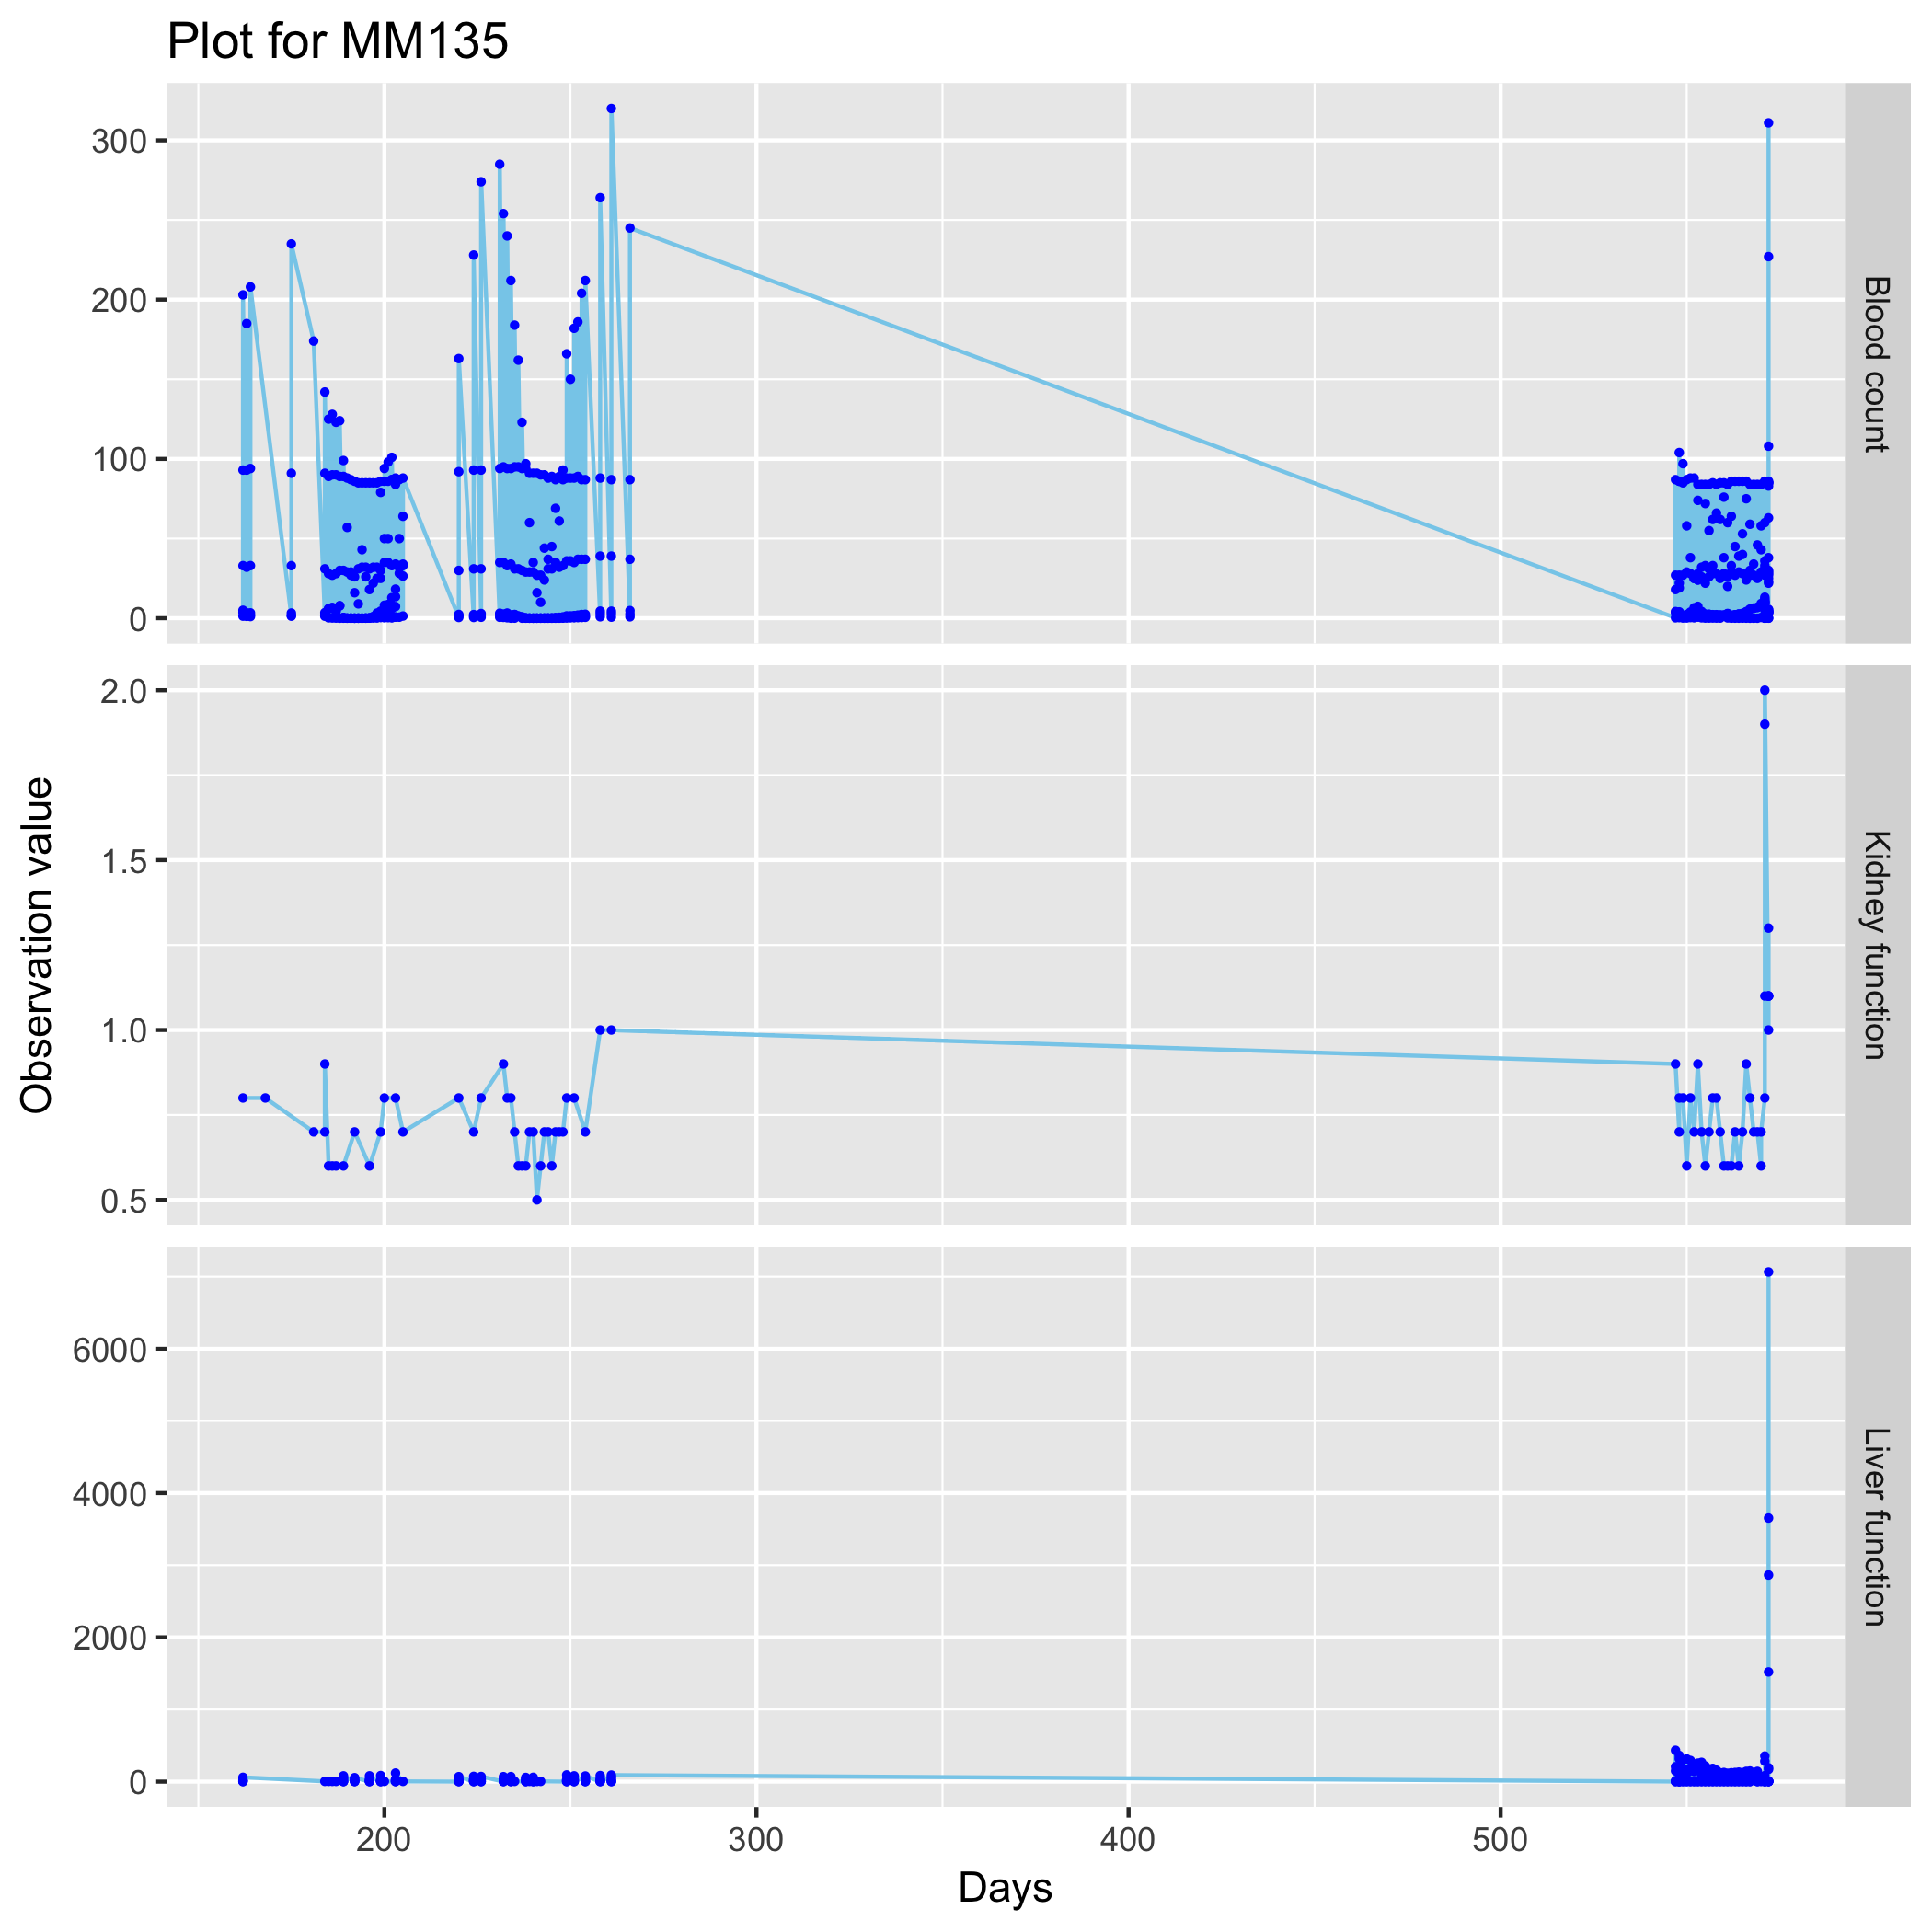 Plot for MM135
300
200
100
0
Blood count
2.0
1.5
1.0
0.5
Kidney function
6000
4000
2000
0
Liver function
Observation value
200 300 400 500
Days